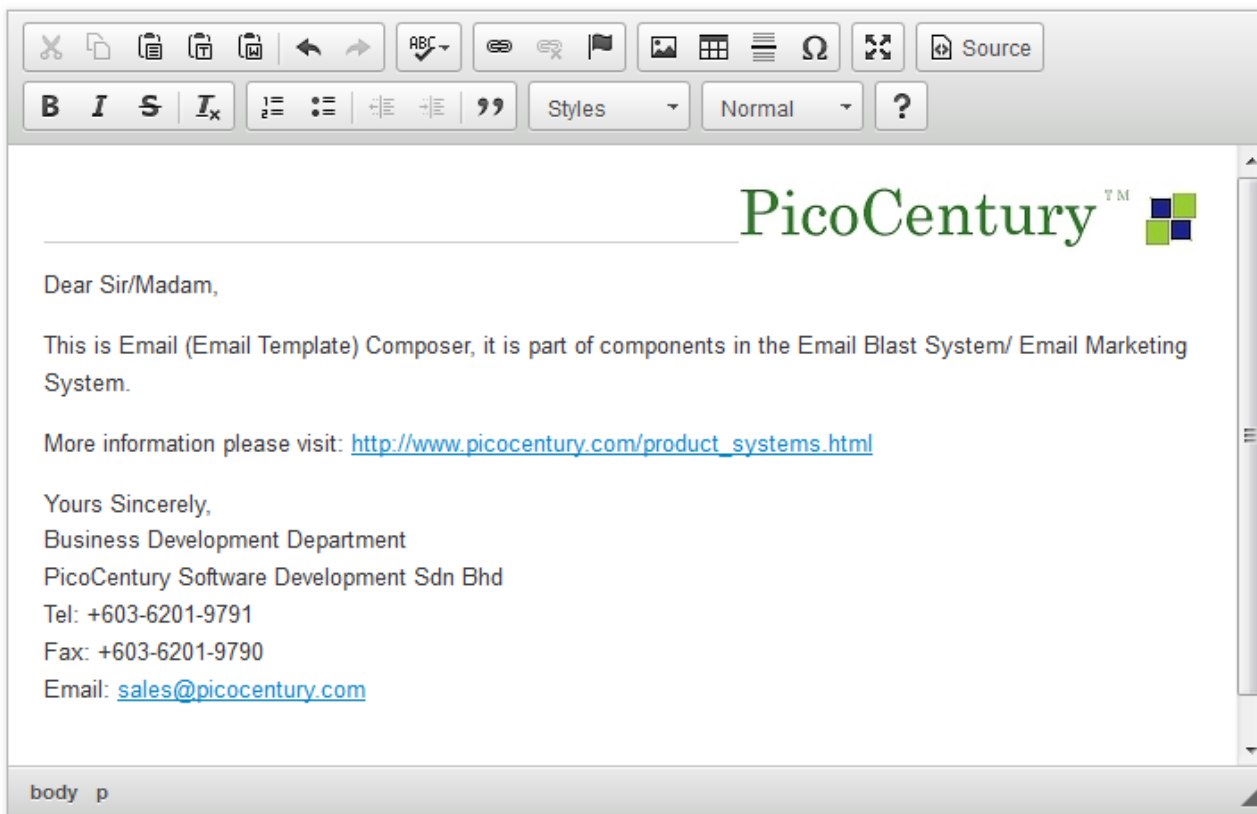 ABC
Ω
Source
B I S Ix
Styles
Normal
?
PicoCentury™
Dear Sir/Madam,
This is Email (Email Template) Composer, it is part of components in the Email Blast System/ Email Marketing
System.
More information please visit: http://www.picocentury.com/product_systems.html
Yours Sincerely,
Business Development Department
PicoCentury Software Development Sdn Bhd
Tel: +603-6201-9791
Fax: +603-6201-9790
Email: sales@picocentury.com
body p